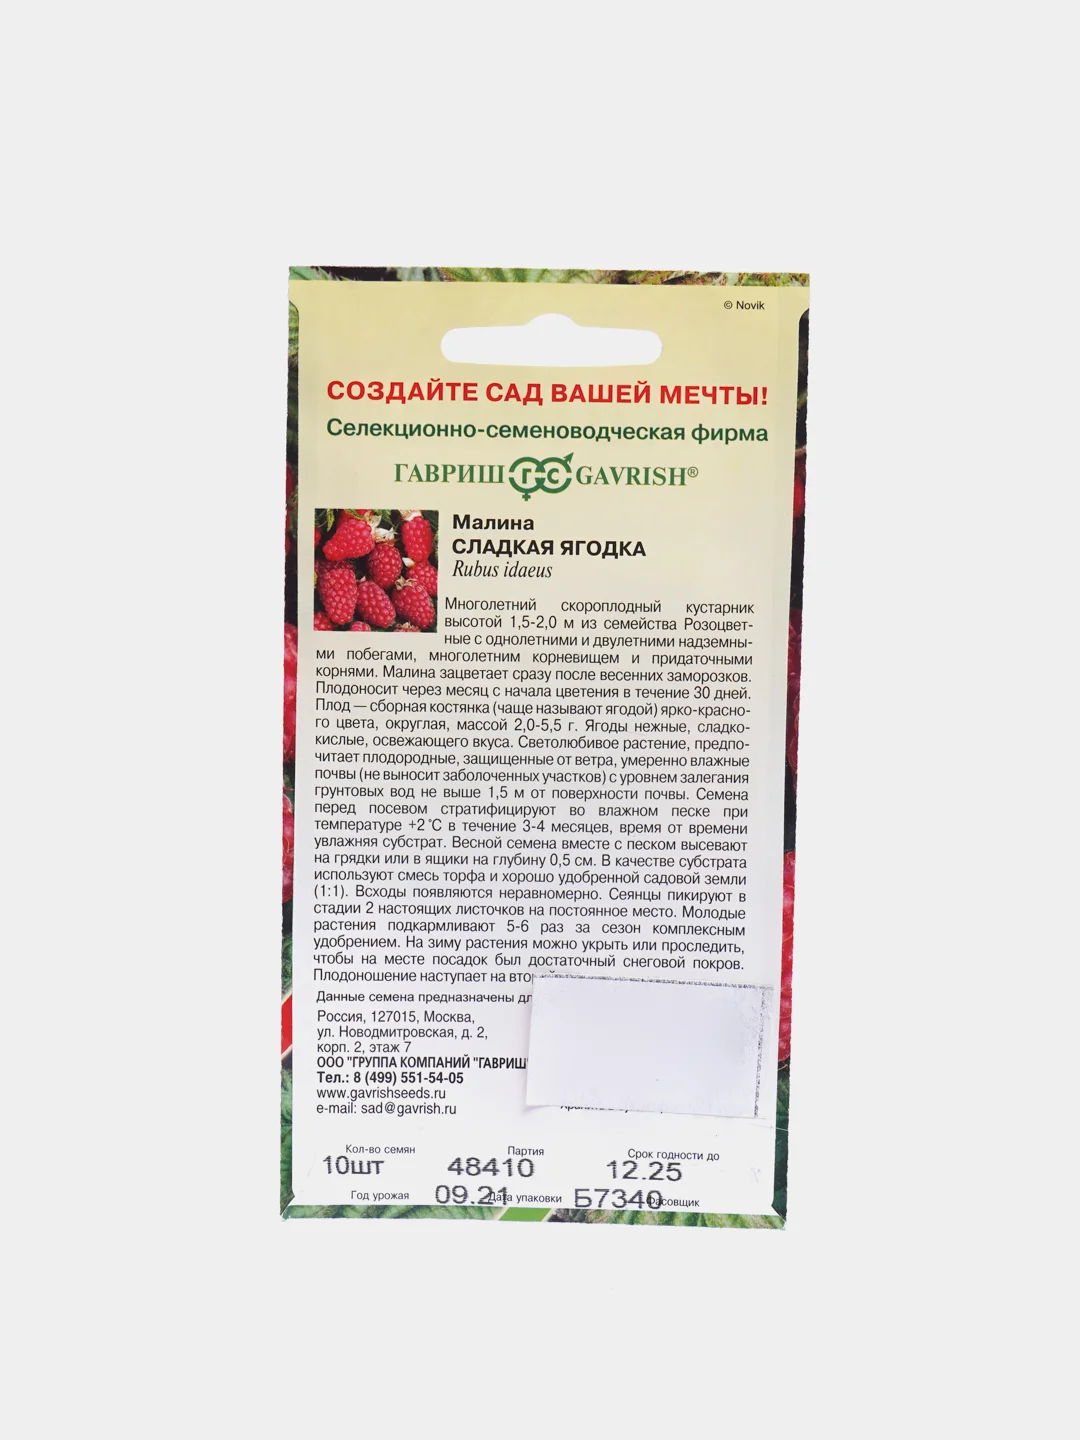 © Novik
СОЗДАЙТЕ САД ВАШЕЙ МЕЧТЫ!
Селекционно-семеноводческая фирма
ГАВРИШ ГС GAVRISH®
Малина
СЛАДКАЯ ЯГОДКА
Rubus idaeus
Многолетний скороплодный кустарник
высотой 1,5-2,0 м из семейства Розоцвет-
ные с однолетними и двулетними надземны-
ми побегами, многолетним корневищем и придаточными
корнями. Малина зацветает сразу после весенних заморозков.
Плодоносит через месяц с начала цветения в течение 30 дней.
Плод — сборная костянка (чаще называют ягодой) ярко-красно-
го цвета, округлая, массой 2,0-5,5 г. Ягоды нежные, сладко-
кислые, освежающего вкуса. Светолюбивое растение, предпо-
читает плодородные, защищенные от ветра, умеренно влажные
почвы (не выносит заболоченных участков) с уровнем залегания
грунтовых вод не выше 1,5 м от поверхности почвы. Семена
перед посевом стратифицируют во влажном песке при
температуре +2˚С в течение 3-4 месяцев, время от времени
увлажняя субстрат. Весной семена вместе с песком высевают
на грядки или в ящики на глубину 0,5 см. В качестве субстрата
используют смесь торфа и хорошо удобренной садовой земли
(1:1). Всходы появляются неравномерно. Сеянцы пикируют в
стадии 2 настоящих листочков на постоянное место. Молодые
растения подкармливают 5-6 раз за сезон комплексным
удобрением. На зиму растения можно укрыть или проследить,
чтобы на месте посадок был достаточный снеговой покров.
Плодоношение наступает на
Данные семена предназначены
Россия, 127015, Москва,
ул. Новодмитровская, д. 2,
корп. 2, этаж 7
ООО "ГРУППА КОМПАНИЙ "ГАВРИШ"
Тел.: 8 (499) 551-54-05
www.gavrishseeds.ru
e-mail: sad@gavrish.ru
Кол-во семян Партия Срок годности до
10шт 48410 12.25
Год урожая 09.21 Дата упаковки Б7340 Фасовщик